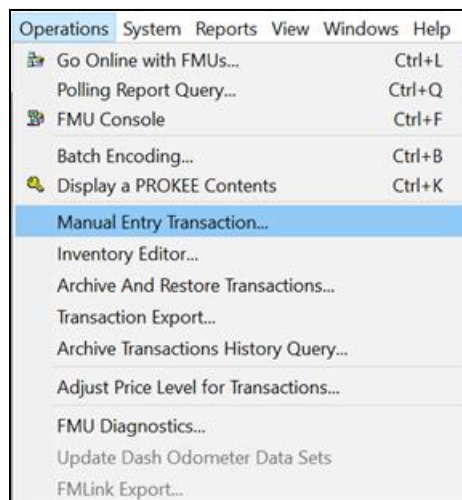 Operations System Reports View Windows Help
Go Online with FMUs... Ctrl+L
Polling Report Query... Ctrl+Q
FMU Console Ctrl+F
Batch Encoding... Ctrl+B
Display a PROKEE Contents Ctrl+K
Manual Entry Transaction...
Inventory Editor...
Archive And Restore Transactions...
Transaction Export...
Archive Transactions History Query...
Adjust Price Level for Transactions...
FMU Diagnostics...
Update Dash Odometer Data Sets
FMLink Export...